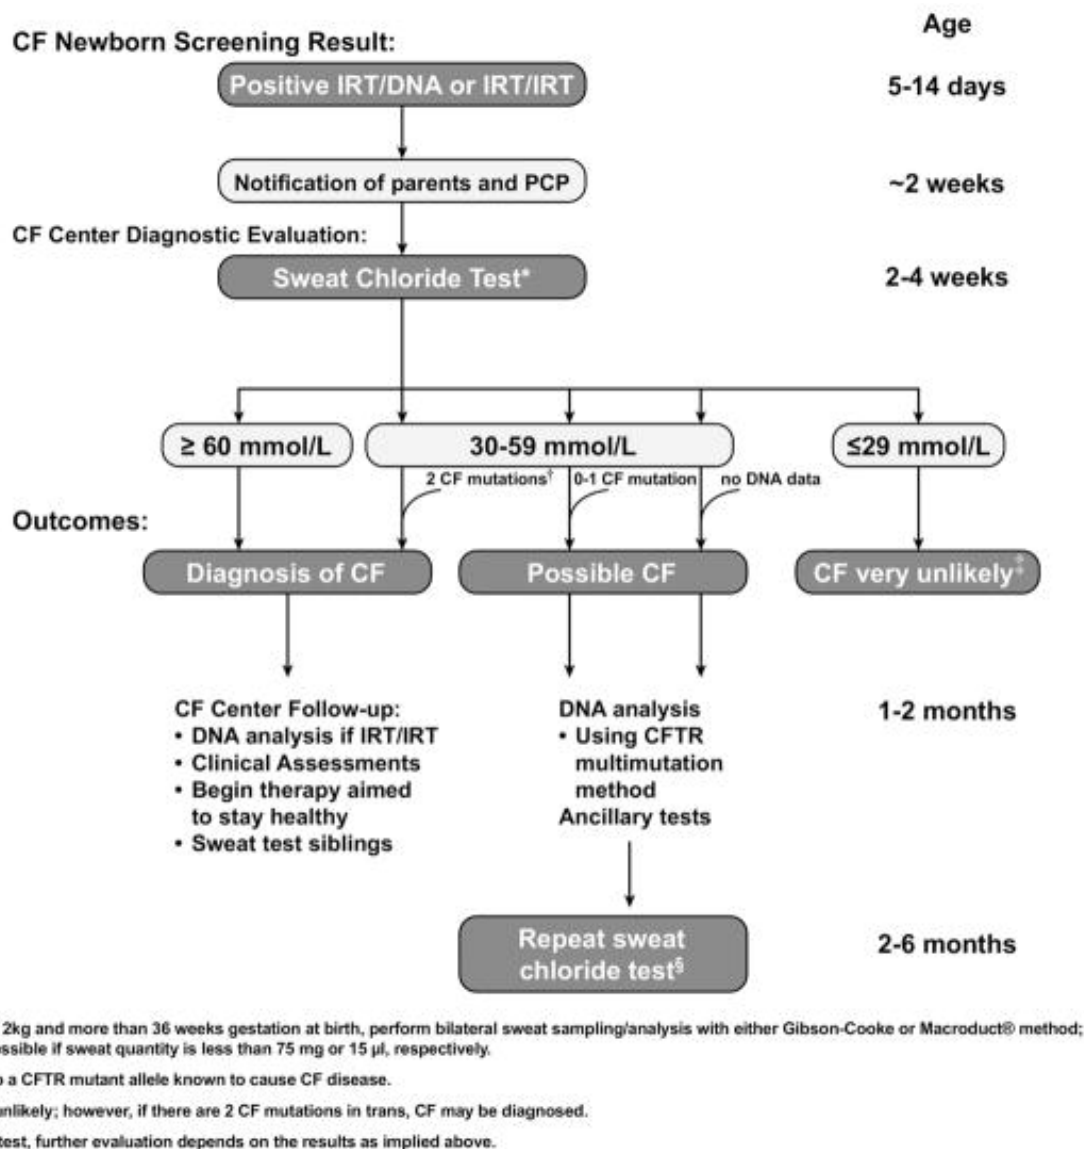 Age
CF Newborn Screening Result:
Positive IRT/DNA or IRT/IRT
5-14 days
Notification of parents and PCP
~2 weeks
CF Center Diagnostic Evaluation:
Sweat Chloride Test*
2-4 weeks
≥ 60 mmol/L
30-59 mmol/L
≤29 mmol/L
2 CF mutations†
0-1 CF mutation
no DNA data
Outcomes:
Diagnosis of CF
Possible CF
CF very unlikely‡
CF Center Follow-up:
• DNA analysis if IRT/IRT
• Clinical Assessments
• Begin therapy aimed
to stay healthy
• Sweat test siblings
DNA analysis
• Using CFTR
multimutation
method
Ancillary tests
1-2 months
Repeat sweat
chloride test§
2-6 months
2kg and more than 36 weeks gestation at birth, perform bilateral sweat sampling/analysis with either Gibson-Cooke or Macroduct® method;
if sweat quantity is less than 75 mg or 15 µl, respectively.
a CFTR mutant allele known to cause CF disease.
however, if there are 2 CF mutations in trans, CF may be diagnosed.
test, further evaluation depends on the results as implied above.